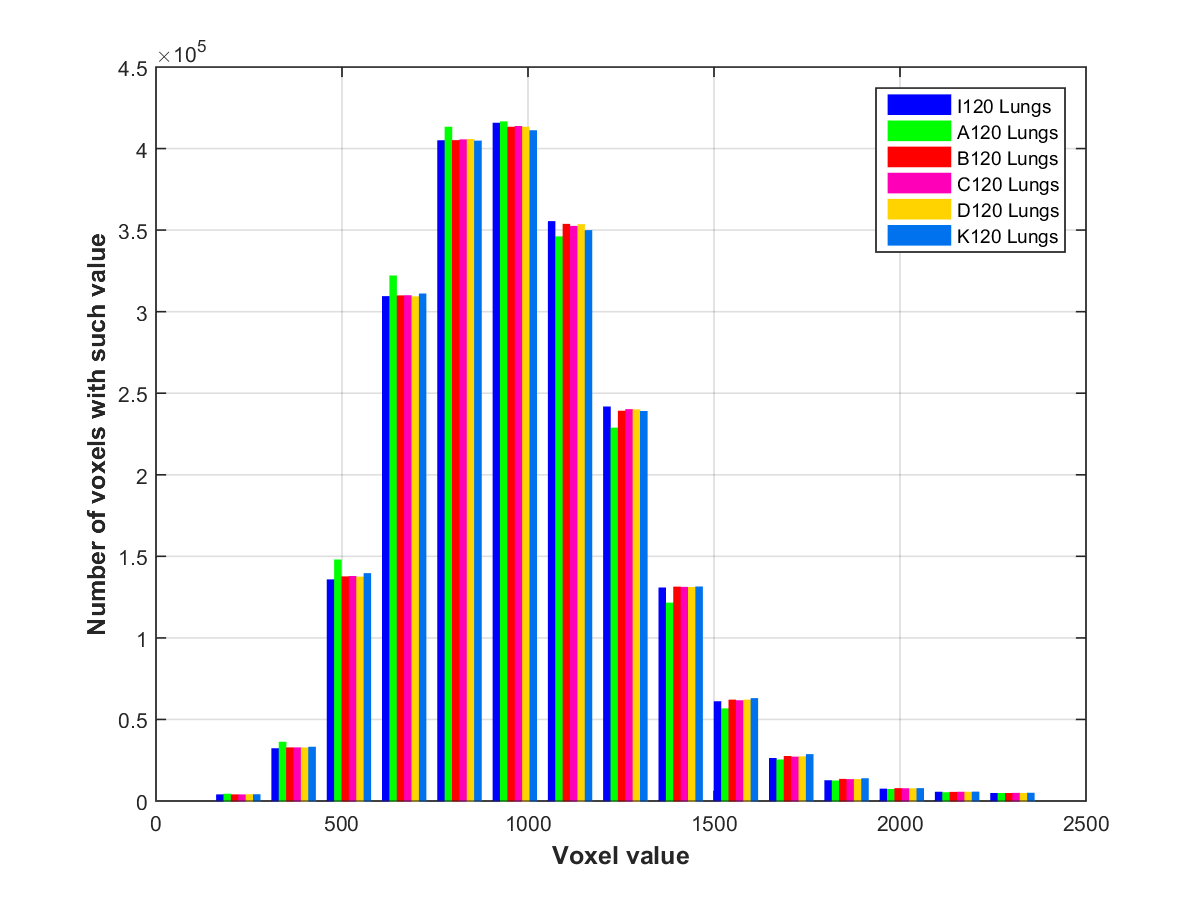 ×10^5
4.5
4
3.5
3
2.5
2
1.5
1
0.5
0
Number of voxels with such value
0 500 1000 1500 2000 2500
Voxel value
I120 Lungs
A120 Lungs
B120 Lungs
C120 Lungs
D120 Lungs
K120 Lungs